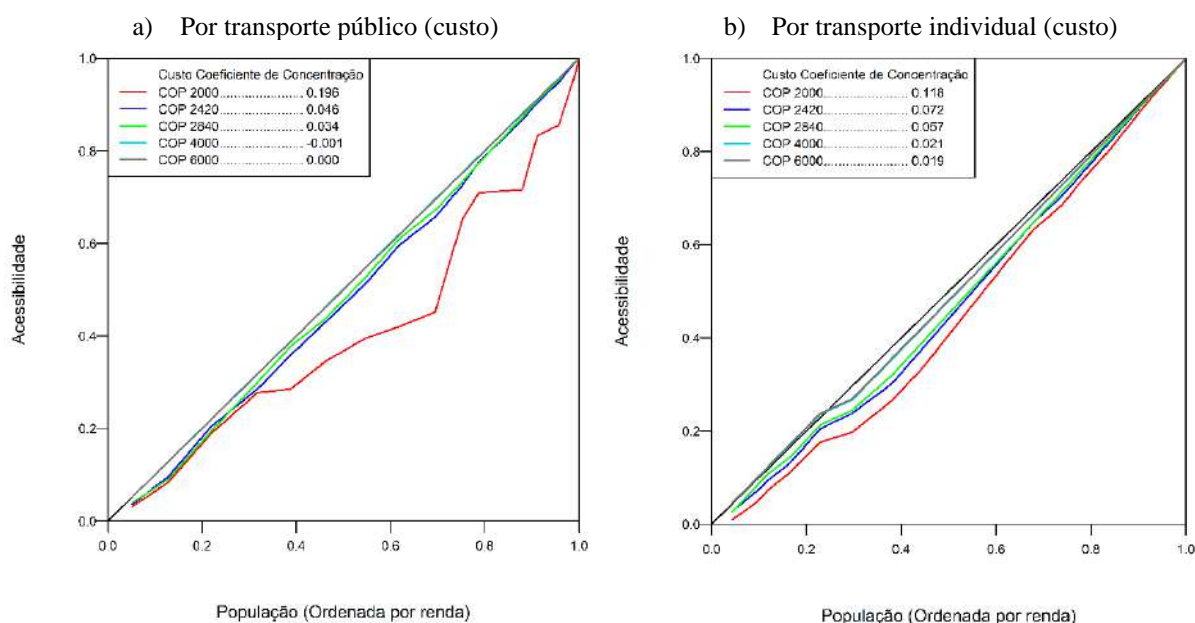 a) Por transporte público (custo)
1.0
0.8
0.6
0.4
0.2
0.0
Acessibilidade
Custo Coeficiente de Concentração
COP 2000........................ 0.196
COP 2420........................ 0.046
COP 2840........................ 0.034
COP 4000........................ -0.001
COP 6000........................ 0.000
0.0 0.2 0.4 0.6 0.8 1.0
População (Ordenada por renda)
b) Por transporte individual (custo)
1.0
0.8
0.6
0.4
0.2
0.0
Acessibilidade
Custo Coeficiente de Concentração
COP 2000........................ 0.118
COP 2420........................ 0.072
COP 2840........................ 0.057
COP 4000........................ 0.021
COP 6000........................ 0.019
0.0 0.2 0.4 0.6 0.8 1.0
População (Ordenada por renda)